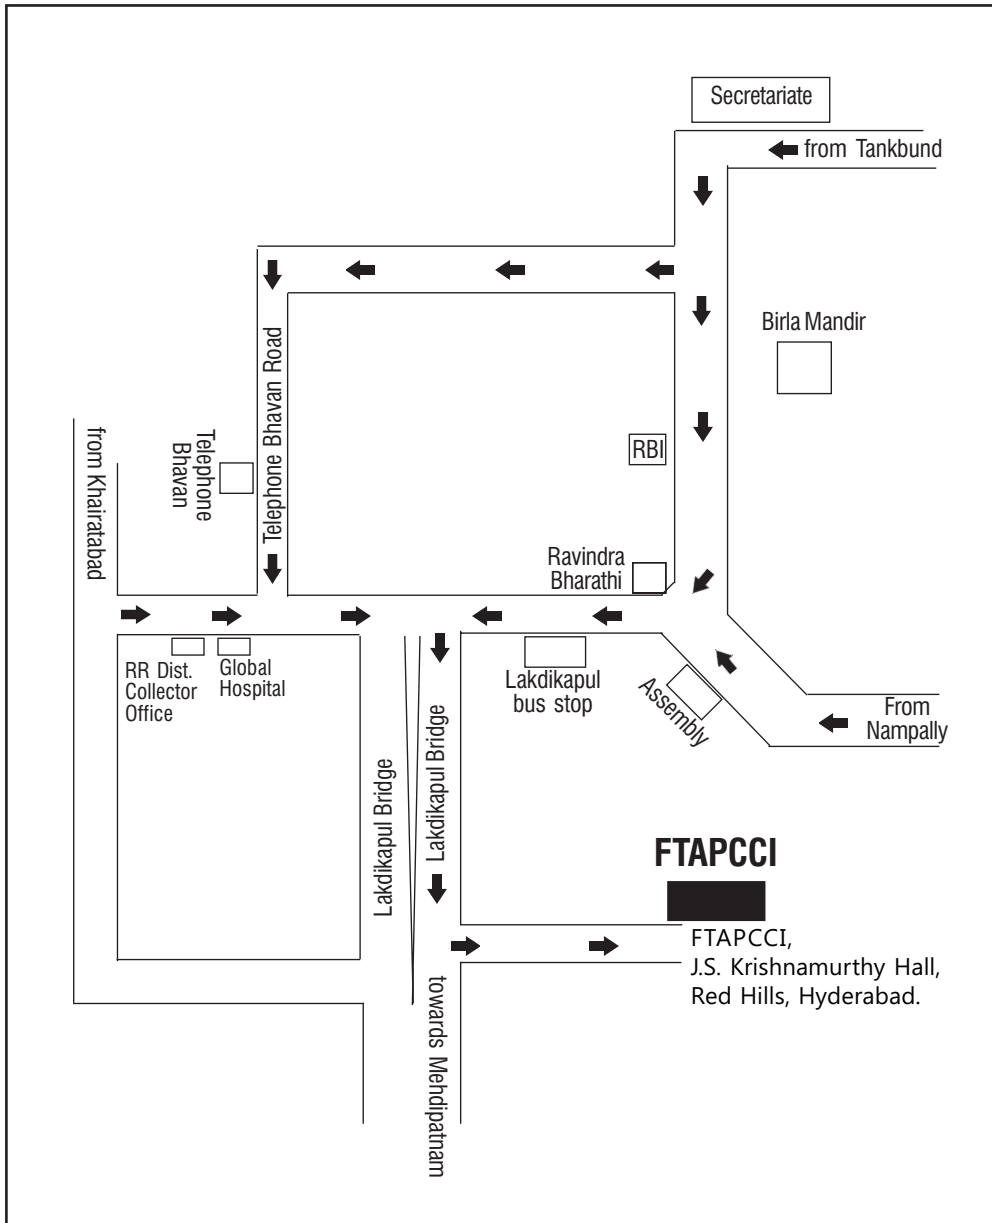 Secretariate
from Tankbund
Birla Mandir
Telephone Bhavan Road
from Khairatabad
Telephone
Bhavan
RBI
Ravindra
Bharathi
RR Dist.
Collector
Office
Global
Hospital
Lakdikapul
bus stop
Assembly
From
Nampally
Lakdikapul Bridge
Lakdikapul Bridge
FTAPCCI
FTAPCCI,
J.S. Krishnamurthy Hall,
Red Hills, Hyderabad.
towards Mehdipatnam